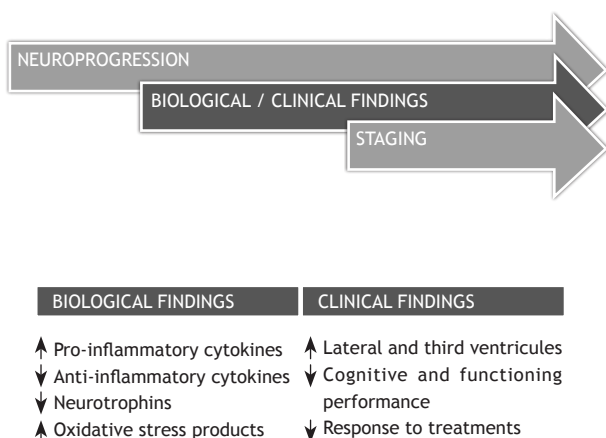 NEUROPROGRESSION
BIOLOGICAL / CLINICAL FINDINGS
STAGING
BIOLOGICAL FINDINGS
↑ Pro-inflammatory cytokines
↓ Anti-inflammatory cytokines
↓ Neurotrophins
↑ Oxidative stress products
CLINICAL FINDINGS
↑ Lateral and third ventricules
↓ Cognitive and functioning
performance
↓ Response to treatments